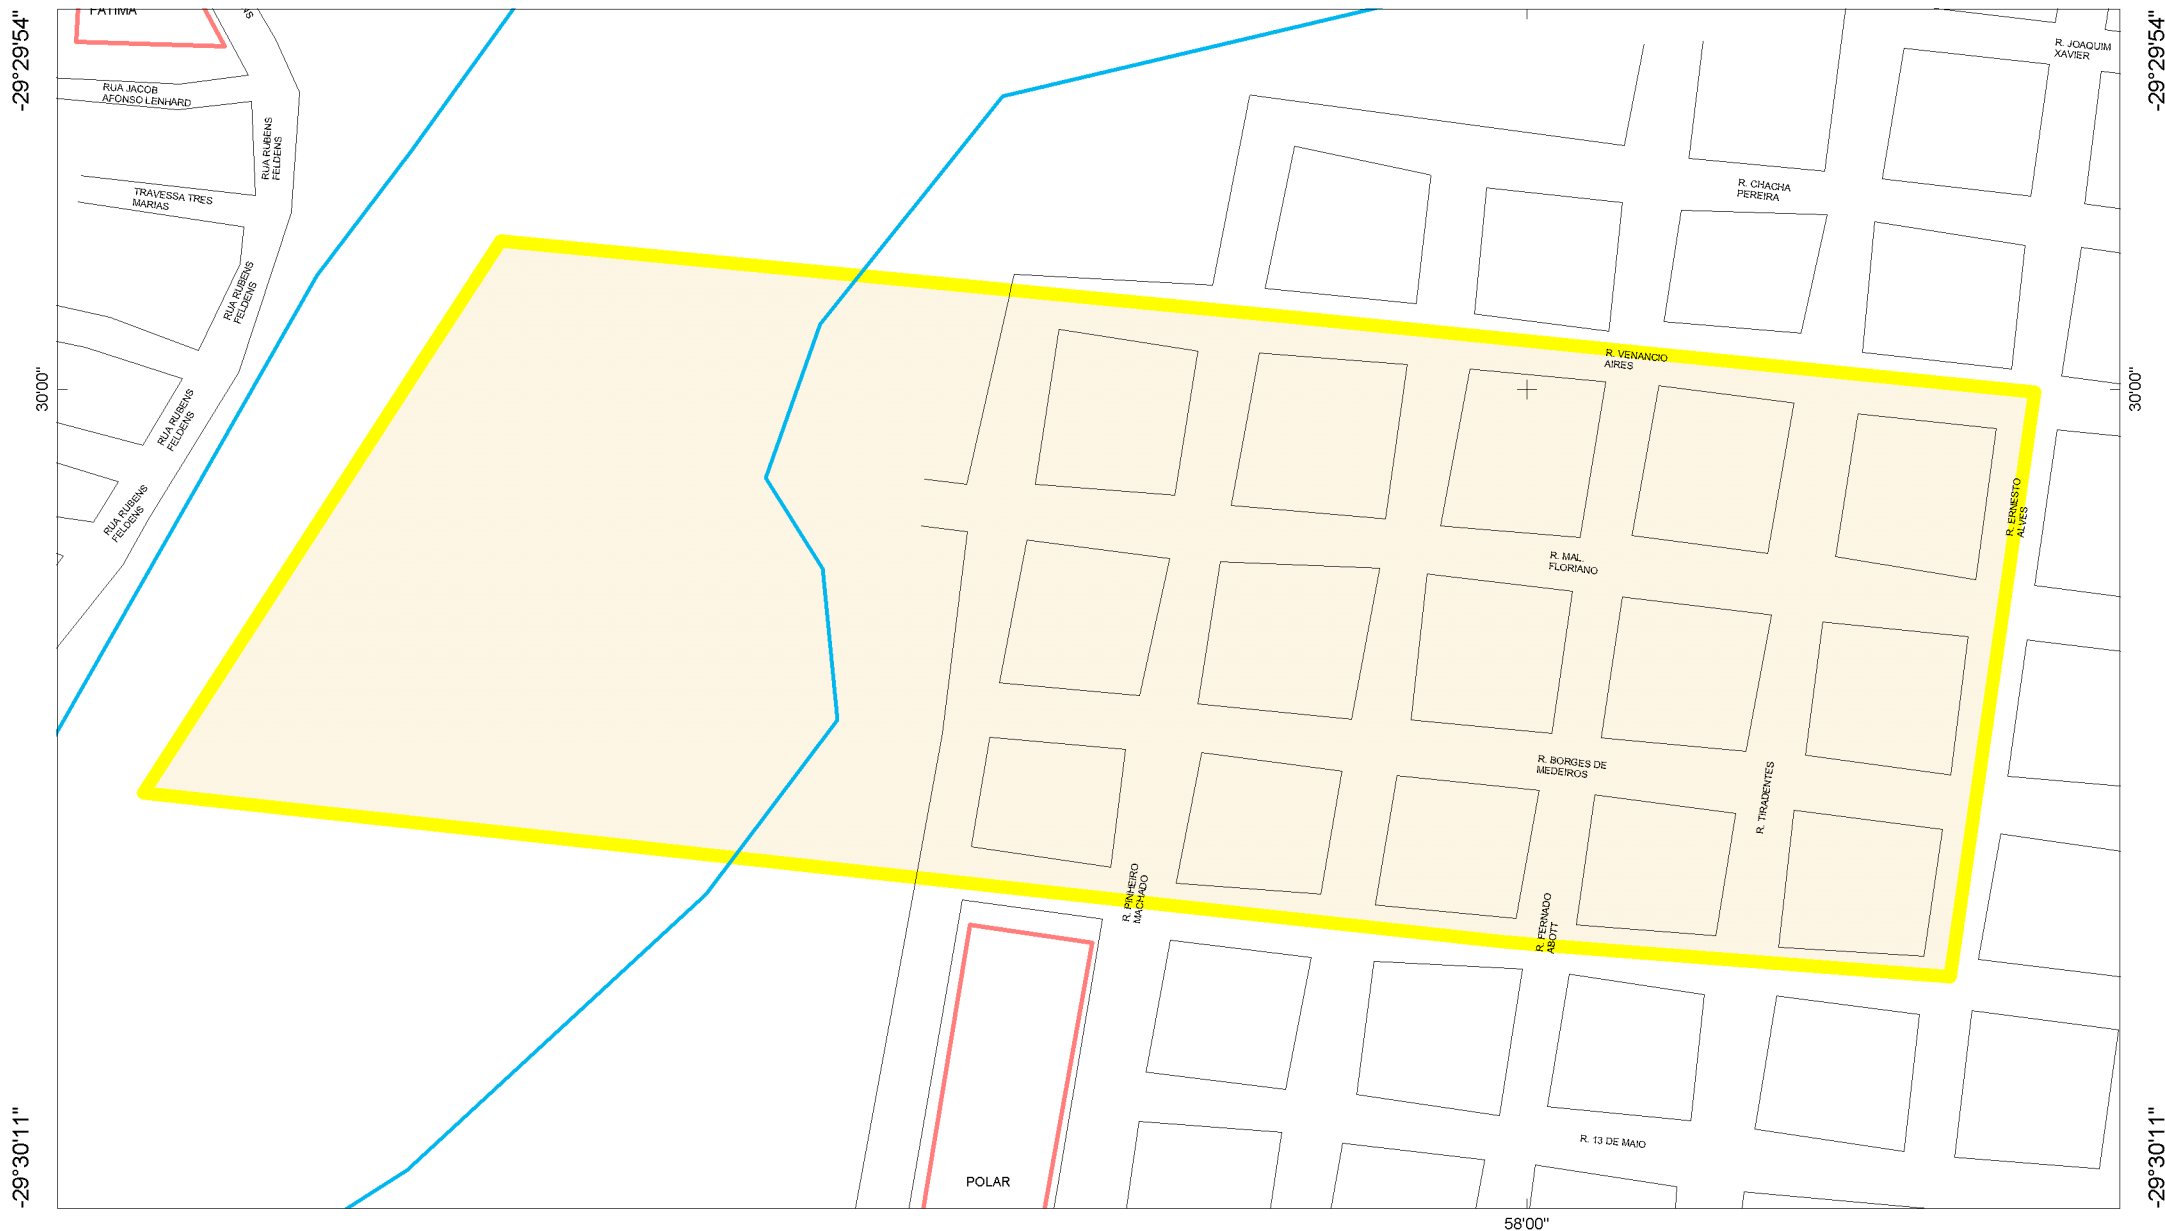 FATIMA
-29°29'54"
-29°29'54"
R. JOAQUIM
XAVIER
RUA JACOB
AFONSO LENHARD
RUA RUBENS
FELDENS
TRAVESSA TRES
MARIAS
R. CHACHA
PEREIRA
RUA RUBENS
FELDENS
R. VENANCIO
AIRES
30'00"
30'00"
RUA RUBENS
FELDENS
RUA RUBENS
FELDENS
R. ERNESTO
ALVES
R. MAL.
FLORIANO
R. BORGES DE
MEDEIROS
R. TIRADENTES
R. PINHEIRO
MACHADO
R. FERNADO
ABOTT
R. 13 DE MAIO
POLAR
-29°30'11"
-29°30'11"
58'00"